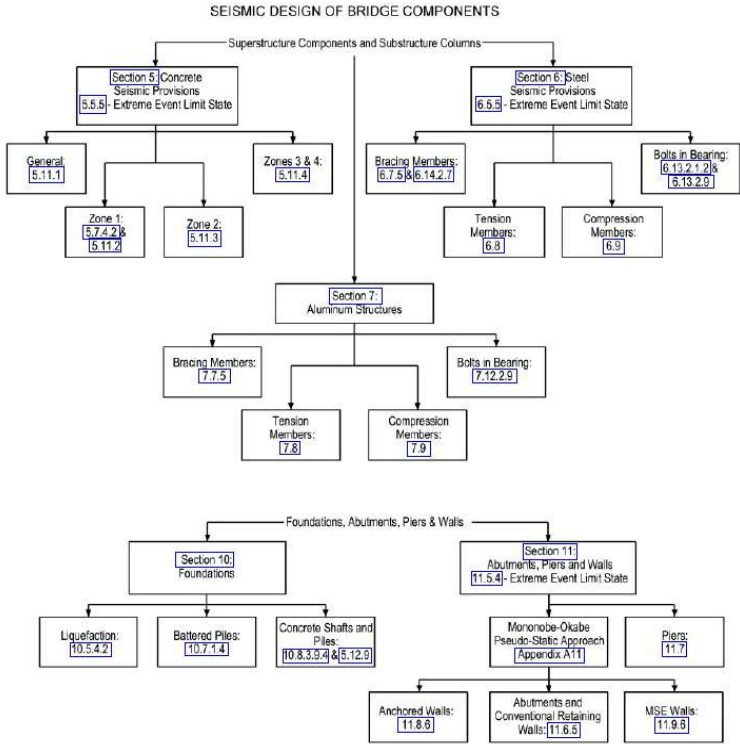 SEISMIC DESIGN OF BRIDGE COMPONENTS
Superstructure Components and Substructure Columns
Section 5: Concrete
Seismic Provisions
5.5.5 - Extreme Event Limit State
Section 6: Steel
Seismic Provisions
6.5.5 - Extreme Event Limit State
General:
5.11.1
Zones 3 & 4:
5.11.4
Bracing Members:
6.7.5 & 6.14.2.7
Bolts in Bearing:
6.13.2.1.2 &
6.13.2.9
Zone 1:
5.7.4.2 &
5.11.2
Zone 2:
5.11.3
Tension
Members:
6.8
Compression
Members:
6.9
Section 7:
Aluminum Structures
Bracing Members:
7.7.5
Bolts in Bearing:
7.12.2.9
Tension
Members:
7.8
Compression
Members:
7.9
Foundations, Abutments, Piers & Walls
Section 10:
Foundations
Section 11:
Abutments, Piers and Walls
11.5.4 - Extreme Event Limit State
Liquefaction:
10.5.4.2
Battered Piles:
10.7.1.4
Concrete Shafts and
Piles:
10.8.3.9.4 & 5.12.9
Mononobe-Okabe
Pseudo-Static Approach
Appendix A11
Piers:
11.7
Anchored Walls:
11.8.6
Abutments and
Conventional Retaining
Walls: 11.6.5
MSE Walls:
11.9.6